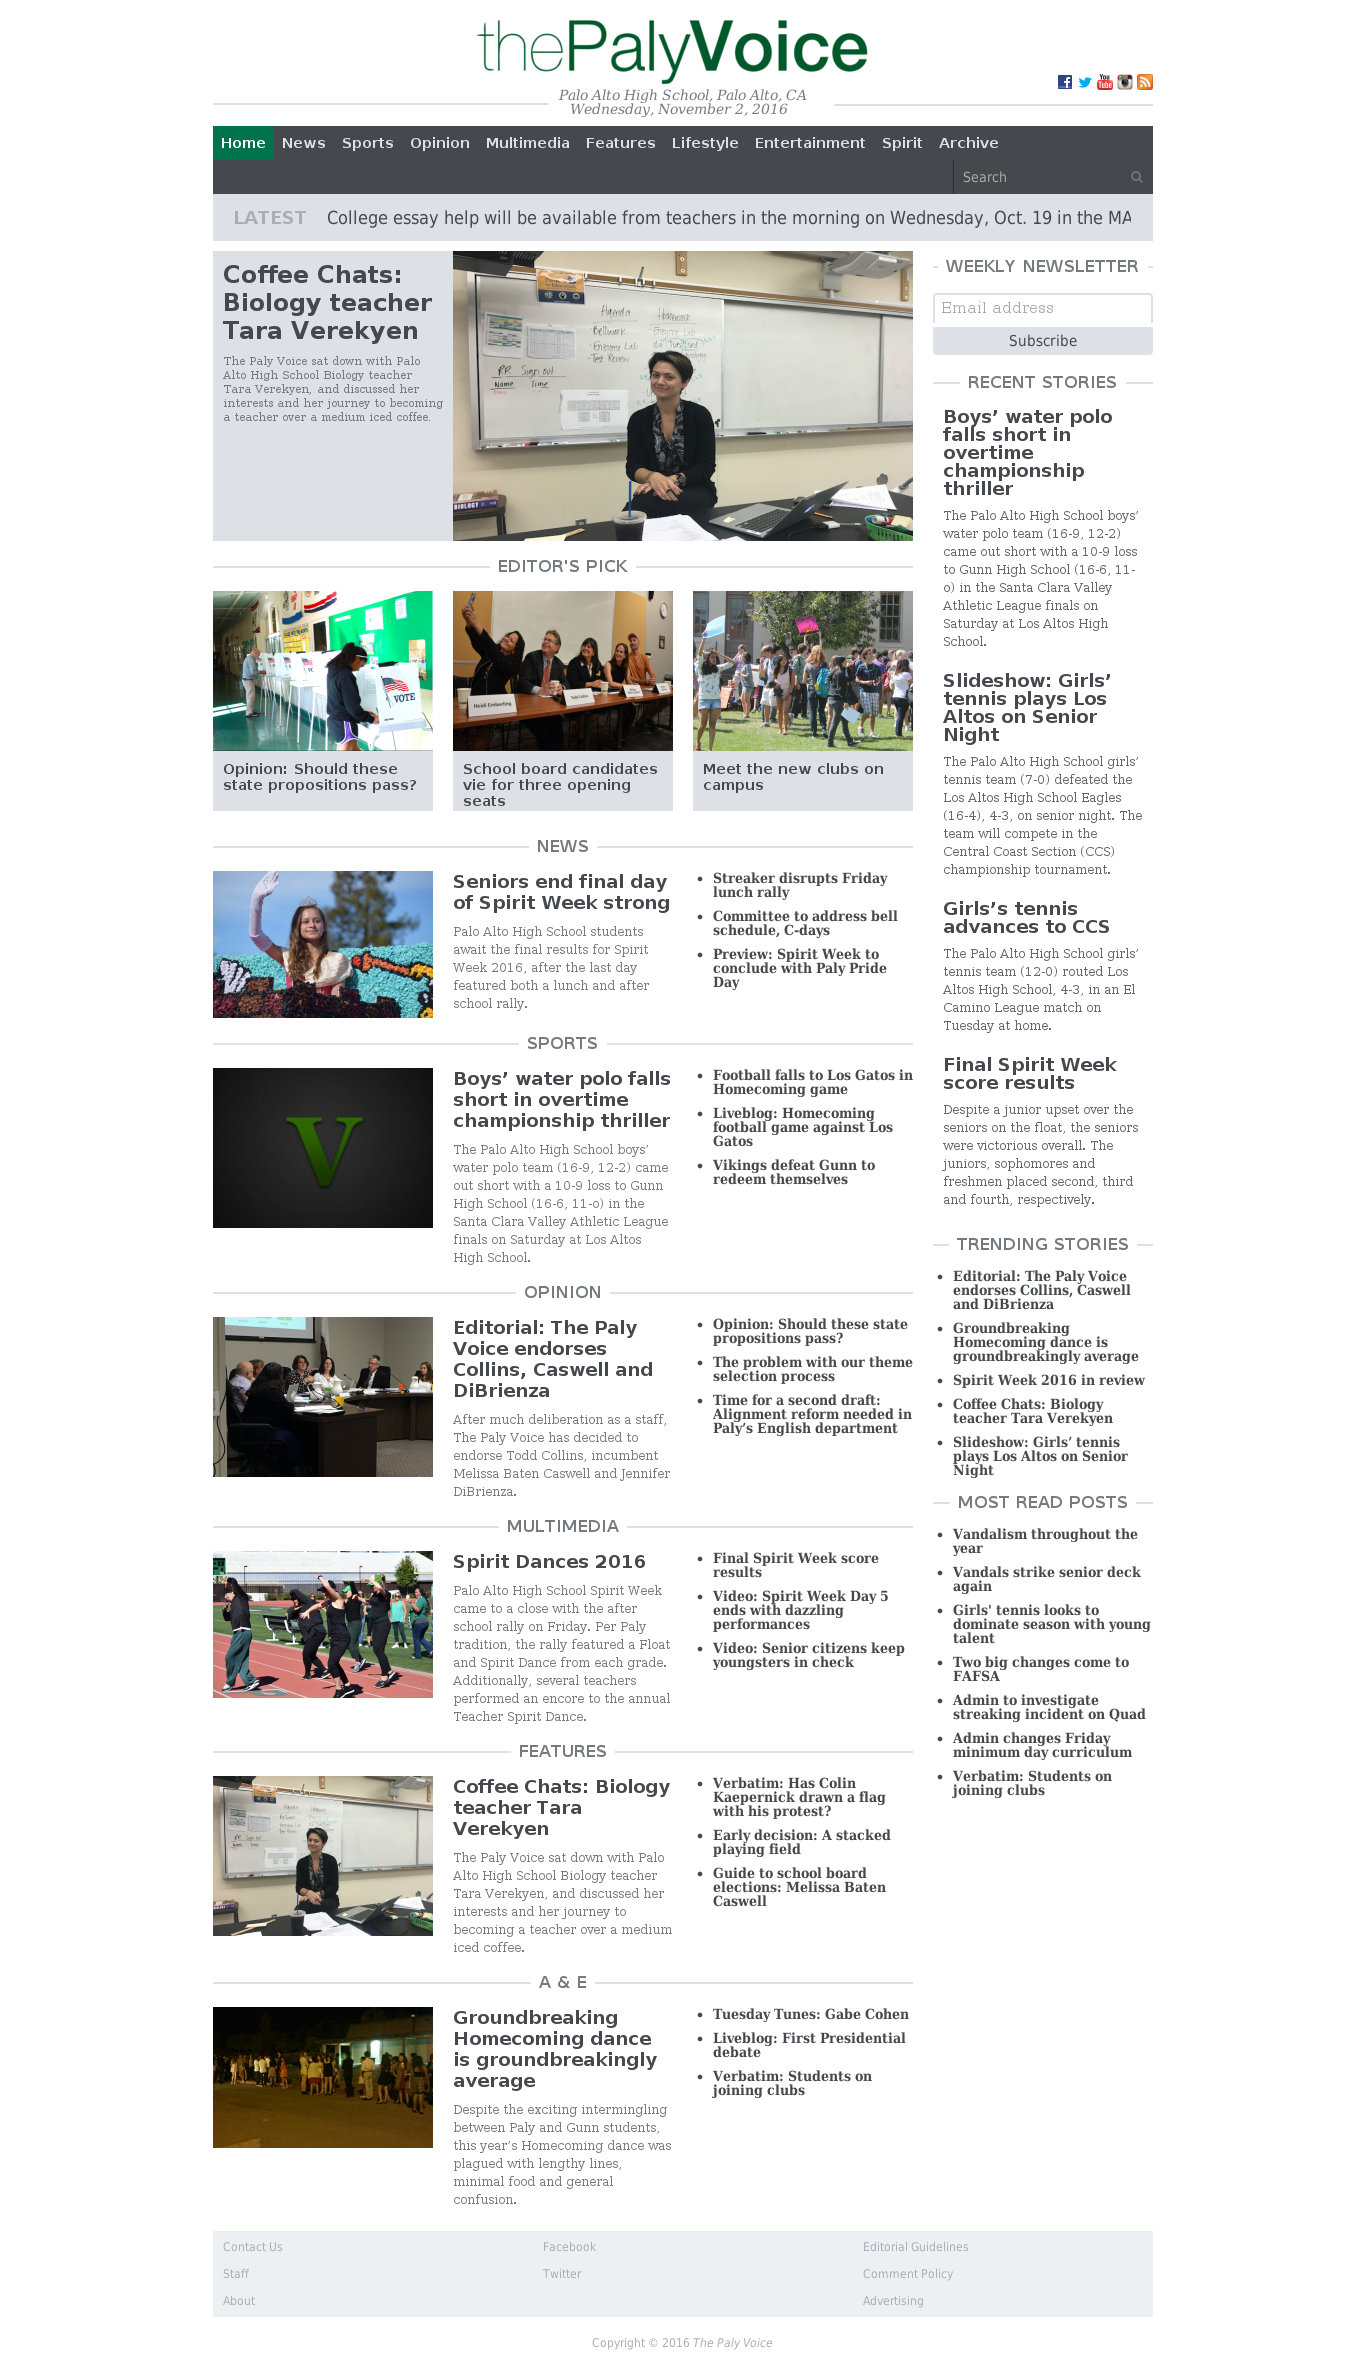 thePalyVoice
Palo Alto High School, Palo Alto, CA
Wednesday, November 2, 2016
Home News Sports Opinion Multimedia Features Lifestyle Entertainment Spirit Archive
Search
LATEST College essay help will be available from teachers in the morning on Wednesday, Oct. 19 in the MA
Coffee Chats:
Biology teacher
Tara Verekyen
The Paly Voice sat down with Palo
Alto High School Biology teacher
Tara Verekyen, and discussed her
interests and her journey to becoming
a teacher over a medium iced coffee.
Agenda
Homework
Bellwork
Enzyme Lab
Test Review
RR Sign out
Name Time
BIOLOGY
EDITOR'S PICK
VOTE
Opinion: Should these
state propositions pass?
Heidi Emberling
Todd Collins
School board candidates
vie for three opening
seats
Meet the new clubs on
campus
NEWS
Seniors end final day
of Spirit Week strong
Palo Alto High School students
await the final results for Spirit
Week 2016, after the last day
featured both a lunch and after
school rally.
Streaker disrupts Friday
lunch rally
Committee to address bell
schedule, C-days
Preview: Spirit Week to
conclude with Paly Pride
Day
SPORTS
V
Boys’ water polo falls
short in overtime
championship thriller
The Palo Alto High School boys’
water polo team (16-9, 12-2) came
out short with a 10-9 loss to Gunn
High School (16-6, 11-0) in the
Santa Clara Valley Athletic League
finals on Saturday at Los Altos
High School.
Football falls to Los Gatos in
Homecoming game
Liveblog: Homecoming
football game against Los
Gatos
Vikings defeat Gunn to
redeem themselves
OPINION
Editorial: The Paly
Voice endorses
Collins, Caswell and
DiBrienza
After much deliberation as a staff,
The Paly Voice has decided to
endorse Todd Collins, incumbent
Melissa Baten Caswell and Jennifer
DiBrienza.
Opinion: Should these state
propositions pass?
The problem with our theme
selection process
Time for a second draft:
Alignment reform needed in
Paly’s English department
MULTIMEDIA
Spirit Dances 2016
Palo Alto High School Spirit Week
came to a close with the after
school rally on Friday. Per Paly
tradition, the rally featured a Float
and Spirit Dance from each grade.
Additionally, several teachers
performed an encore to the annual
Teacher Spirit Dance.
Final Spirit Week score
results
Video: Spirit Week Day 5
ends with dazzling
performances
Video: Senior citizens keep
youngsters in check
FEATURES
Coffee Chats: Biology
teacher Tara
Verekyen
The Paly Voice sat down with Palo
Alto High School Biology teacher
Tara Verekyen, and discussed her
interests and her journey to
becoming a teacher over a medium
iced coffee.
Verbatim: Has Colin
Kaepernick drawn a flag
with his protest?
Early decision: A stacked
playing field
Guide to school board
elections: Melissa Baten
Caswell
A & E
Groundbreaking
Homecoming dance
is groundbreakingly
average
Despite the exciting intermingling
between Paly and Gunn students,
this year’s Homecoming dance was
plagued with lengthy lines,
minimal food and general
confusion.
Tuesday Tunes: Gabe Cohen
Liveblog: First Presidential
debate
Verbatim: Students on
joining clubs
WEEKLY NEWSLETTER
Email address
Subscribe
RECENT STORIES
Boys’ water polo
falls short in
overtime
championship
thriller
The Palo Alto High School boys’
water polo team (16-9, 12-2)
came out short with a 10-9 loss
to Gunn High School (16-6, 11-
0) in the Santa Clara Valley
Athletic League finals on
Saturday at Los Altos High
School.
Slideshow: Girls’
tennis plays Los
Altos on Senior
Night
The Palo Alto High School girls’
tennis team (7-0) defeated the
Los Altos High School Eagles
(16-4), 4-3, on senior night. The
team will compete in the
Central Coast Section (CCS)
championship tournament.
Girls’s tennis
advances to CCS
The Palo Alto High School girls’
tennis team (12-0) routed Los
Altos High School, 4-3, in an El
Camino League match on
Tuesday at home.
Final Spirit Week
score results
Despite a junior upset over the
seniors on the float, the seniors
were victorious overall. The
juniors, sophomores and
freshmen placed second, third
and fourth, respectively.
TRENDING STORIES
Editorial: The Paly Voice
endorses Collins, Caswell
and DiBrienza
Groundbreaking
Homecoming dance is
groundbreakingly average
Spirit Week 2016 in review
Coffee Chats: Biology
teacher Tara Verekyen
Slideshow: Girls’ tennis
plays Los Altos on Senior
Night
MOST READ POSTS
Vandalism throughout the
year
Vandals strike senior deck
again
Girls' tennis looks to
dominate season with young
talent
Two big changes come to
FAFSA
Admin to investigate
streaking incident on Quad
Admin changes Friday
minimum day curriculum
Verbatim: Students on
joining clubs
Contact Us
Staff
About
Facebook
Twitter
Editorial Guidelines
Comment Policy
Advertising
Copyright © 2016 The Paly Voice